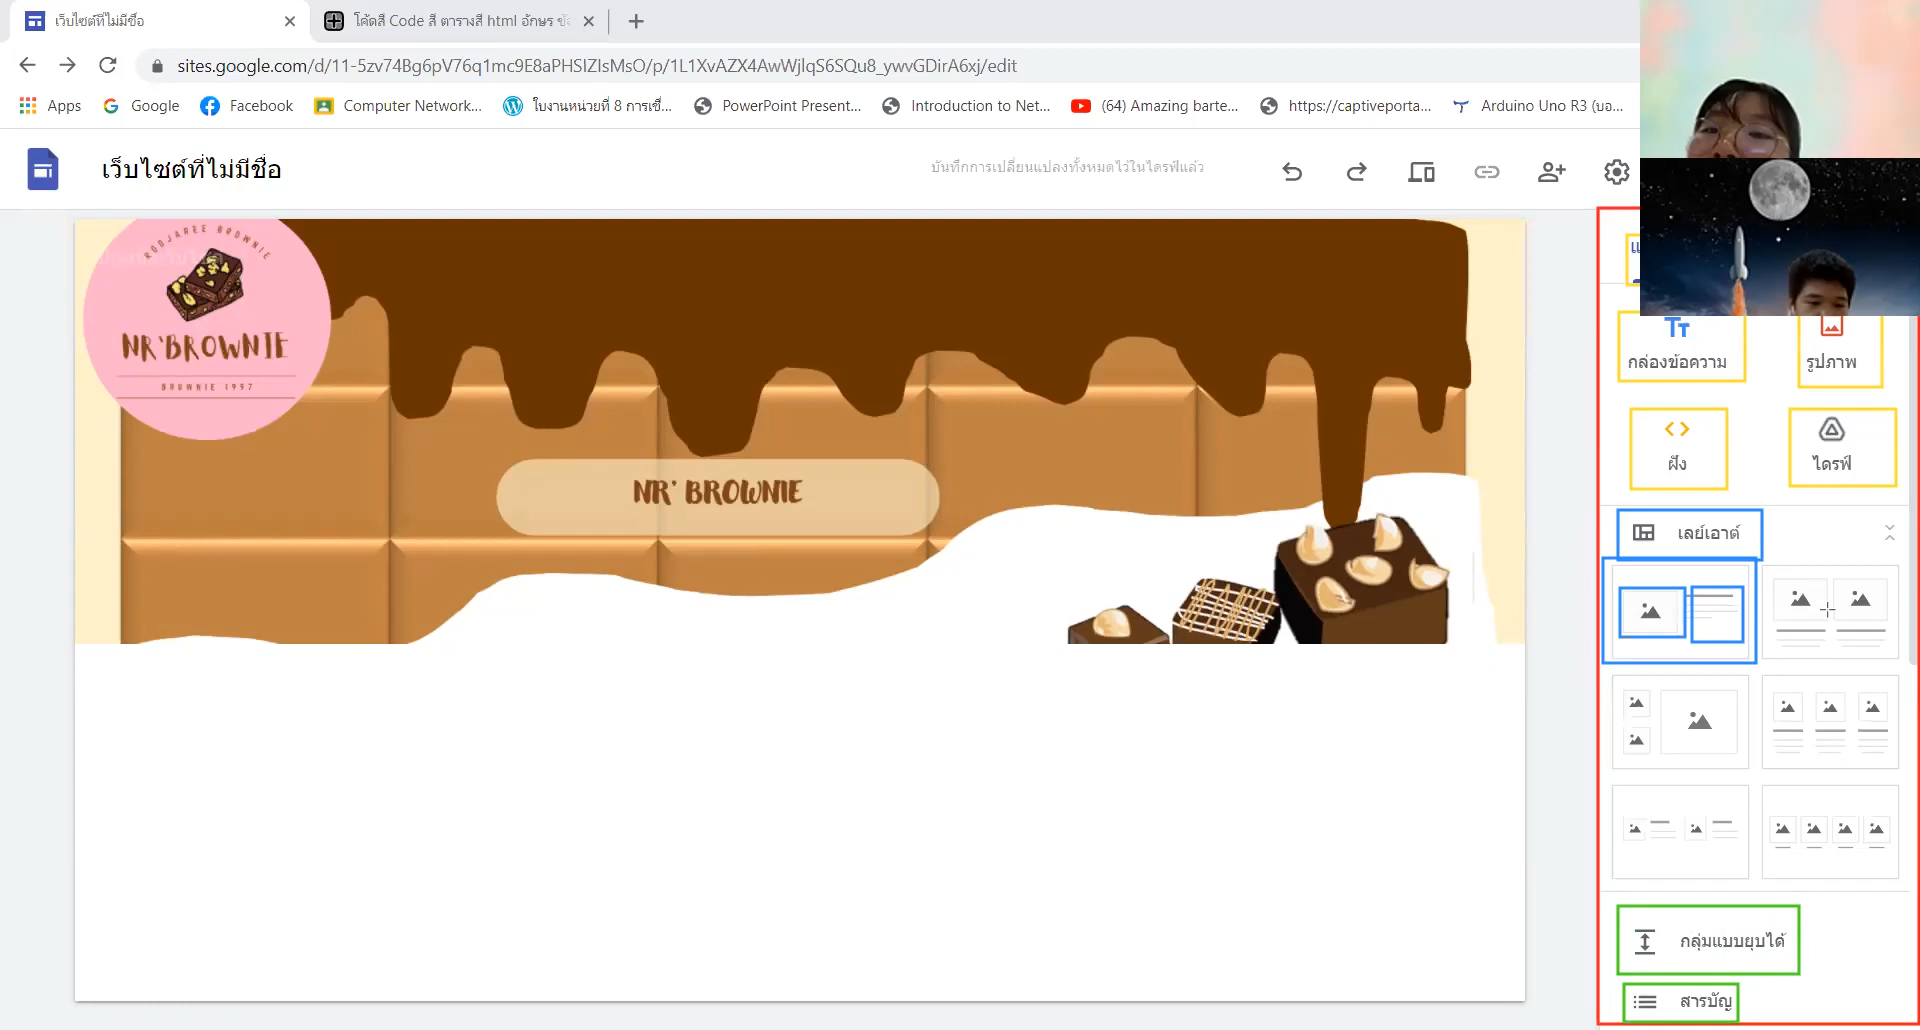 เว็บไซต์ที่ไม่มีชื่อ
โค้ดสี Code สี ตารางสี html อักษร
sites.google.com/d/11-5zv74Bg6pV76q1mc9E8aPHSIZIsMsO/p/1L1XvAZX4AwWjlqS6SQu8_ywvGDirA6xj/edit
Apps
Google
Facebook
Computer Network...
ใบงานหน่วยที่ 8 การเชื่...
PowerPoint Present...
Introduction to Net...
(64) Amazing barte...
https://captiveporta...
Arduino Uno R3 (บอ...
เว็บไซต์ที่ไม่มีชื่อ
บันทึกการเปลี่ยนแปลงทั้งหมดไว้ในไดรฟ์แล้ว
RODJAREE BROWNIE
NR'BROWNIE
BROWNIE 1997
NR' BROWNIE
กล่องข้อความ
รูปภาพ
ฝัง
ไดรฟ์
เลย์เอาต์
กลุ่มแบบยุบได้
สารบัญ